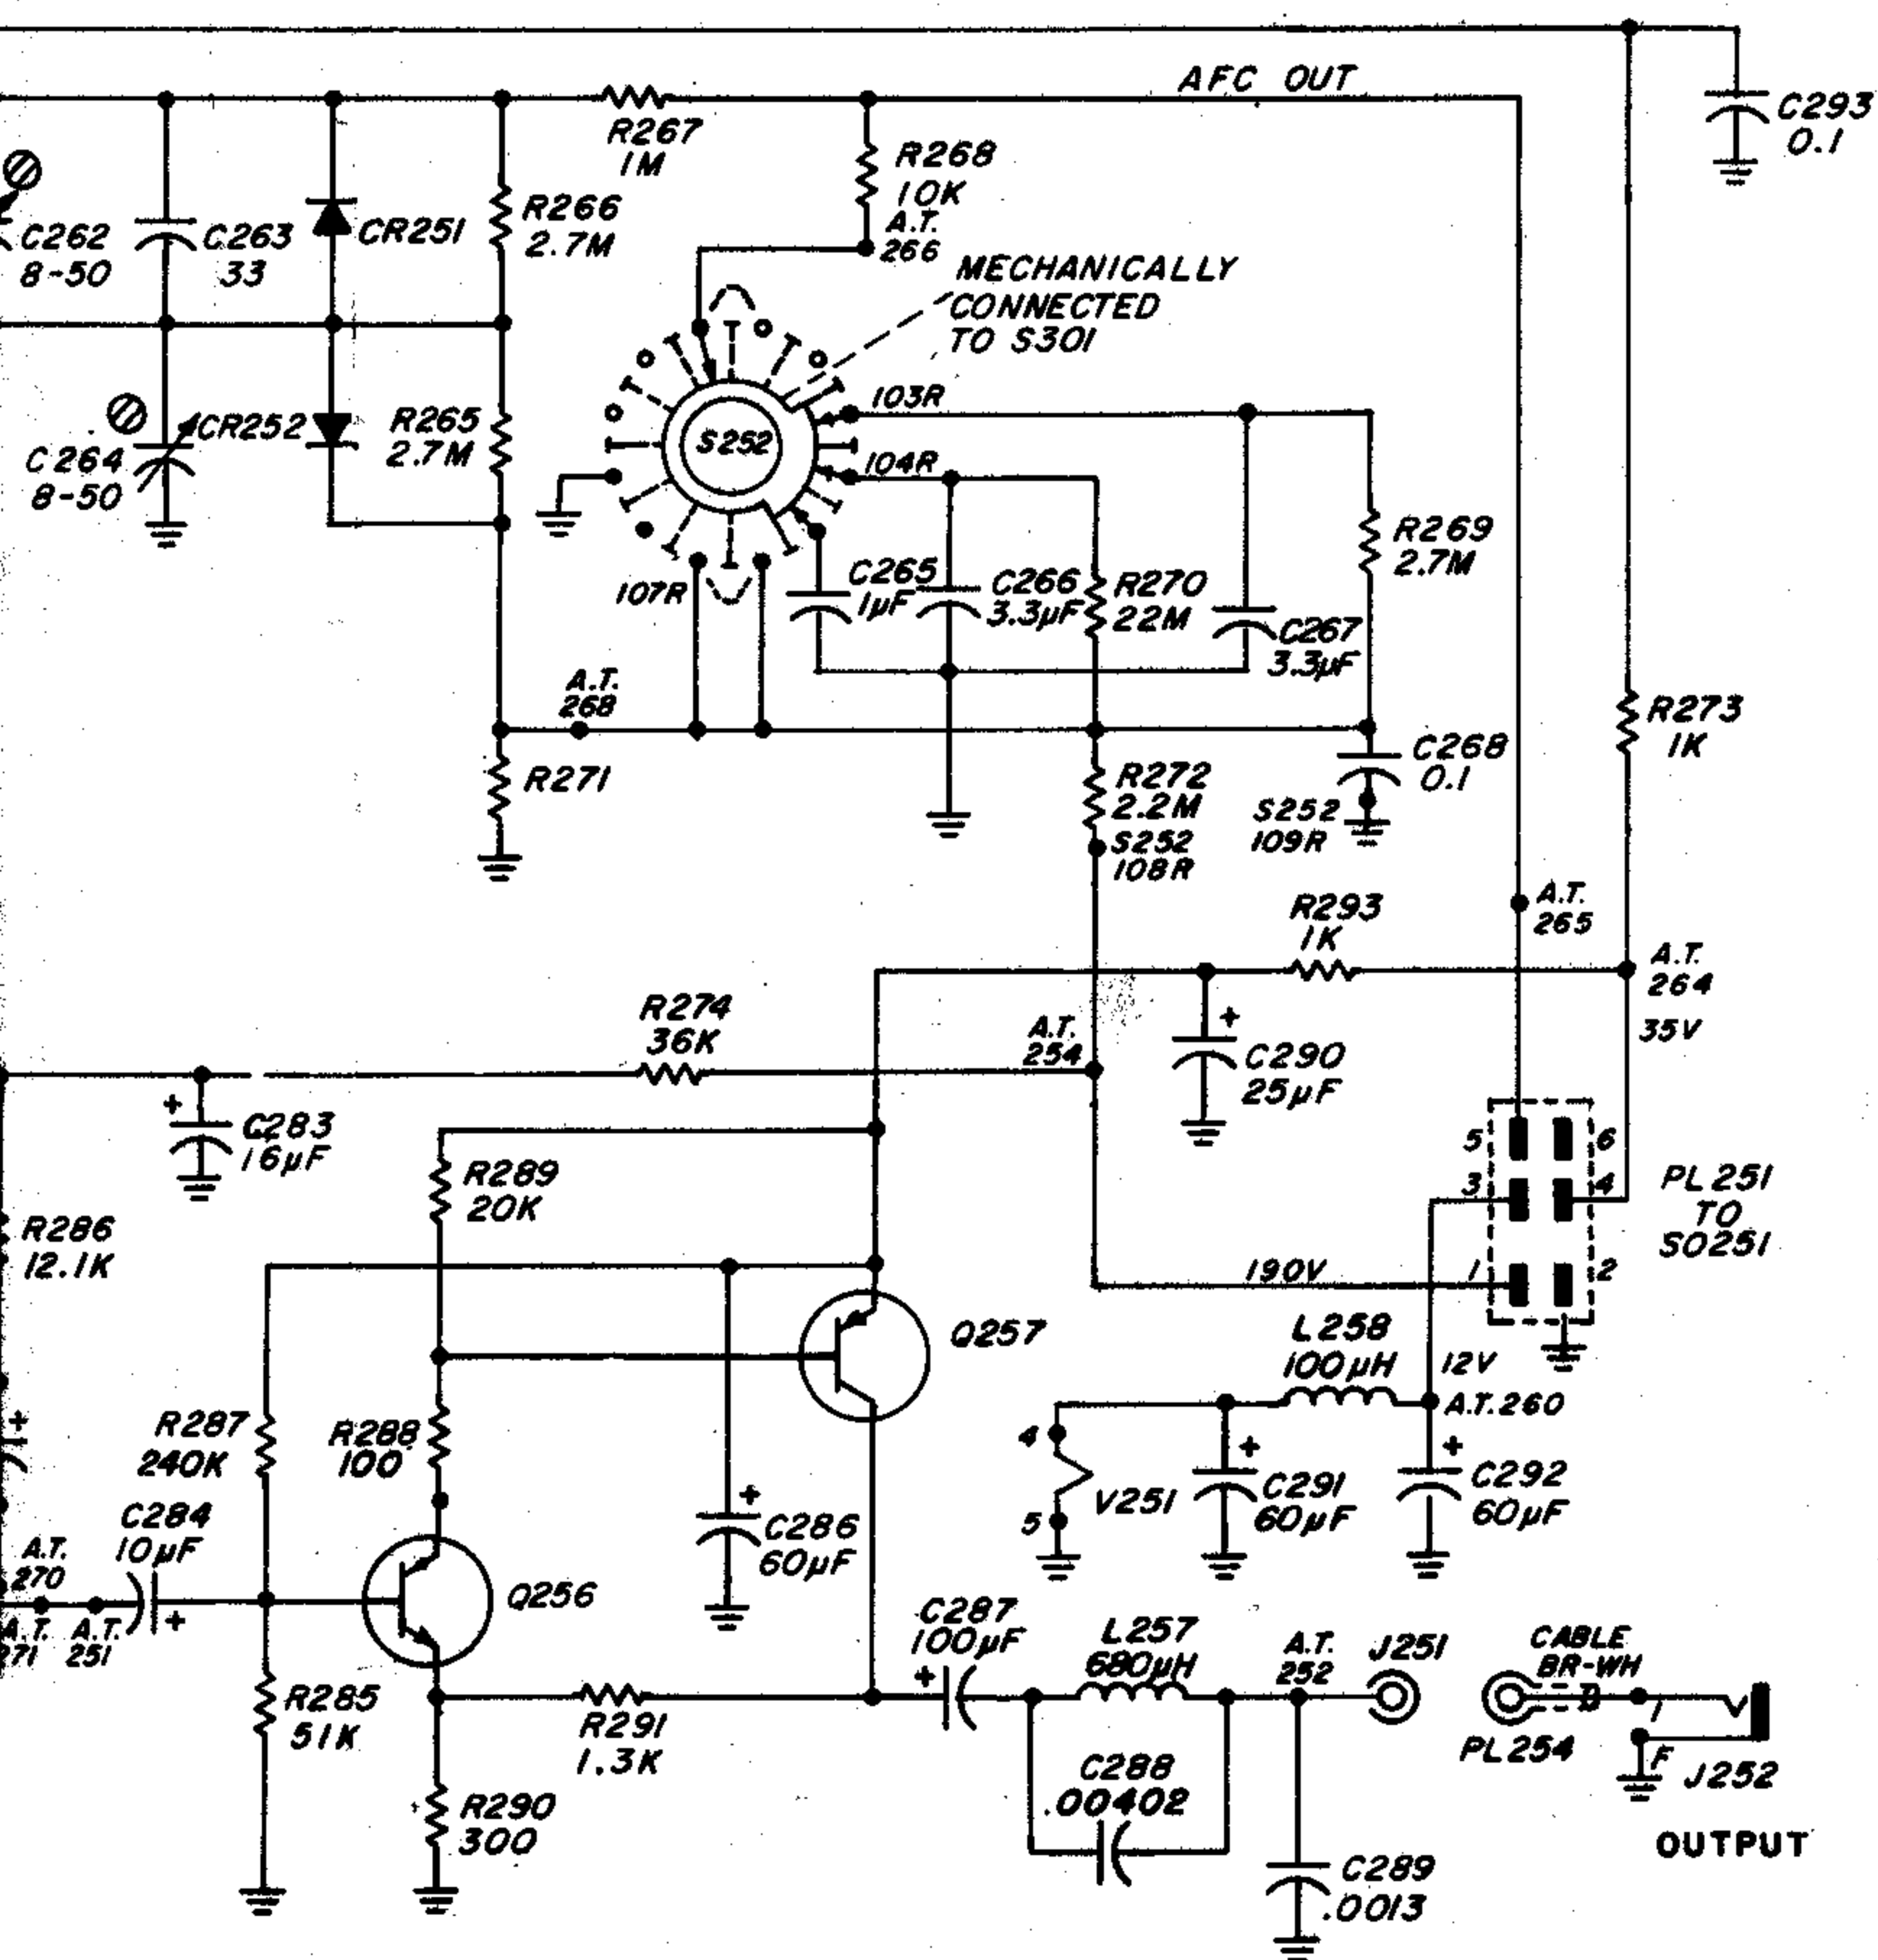 AFC OUT
C293
0.1
R267
1M
R268
10K
A.T.
266
R266
2.7M
C262
8-50
C263
33
CR251
MECHANICALLY
CONNECTED
TO S301
103R
S252
104R
C264
8-50
CR252
R265
2.7M
R269
2.7M
107R
C265
1µF
C266
3.3µF
R270
22M
C267
3.3µF
A.T.
268
R273
1K
R271
R272
2.2M
S252
108R
C268
0.1
S252
109R
R293
1K
A.T.
265
A.T.
264
35V
R274
36K
A.T.
254
C290
25µF
C283
16µF
R289
20K
5
6
3
4
1
2
PL251
TO
SO251
R286
12.1K
190V
Q257
L258
100µH
12V
A.T.260
+
R287
240K
R288
100
4
V251
5
+
C291
60µF
+
C292
60µF
+
C286
60µF
C284
10µF
+
A.T.
270
A.T.
271
A.T.
251
Q256
C287
100µF
+
L257
680µH
A.T.
252
J251
CABLE
BR-WH
PL254
F
J252
R285
51K
R291
1.3K
C288
.00402
R290
300
C289
.0013
OUTPUT